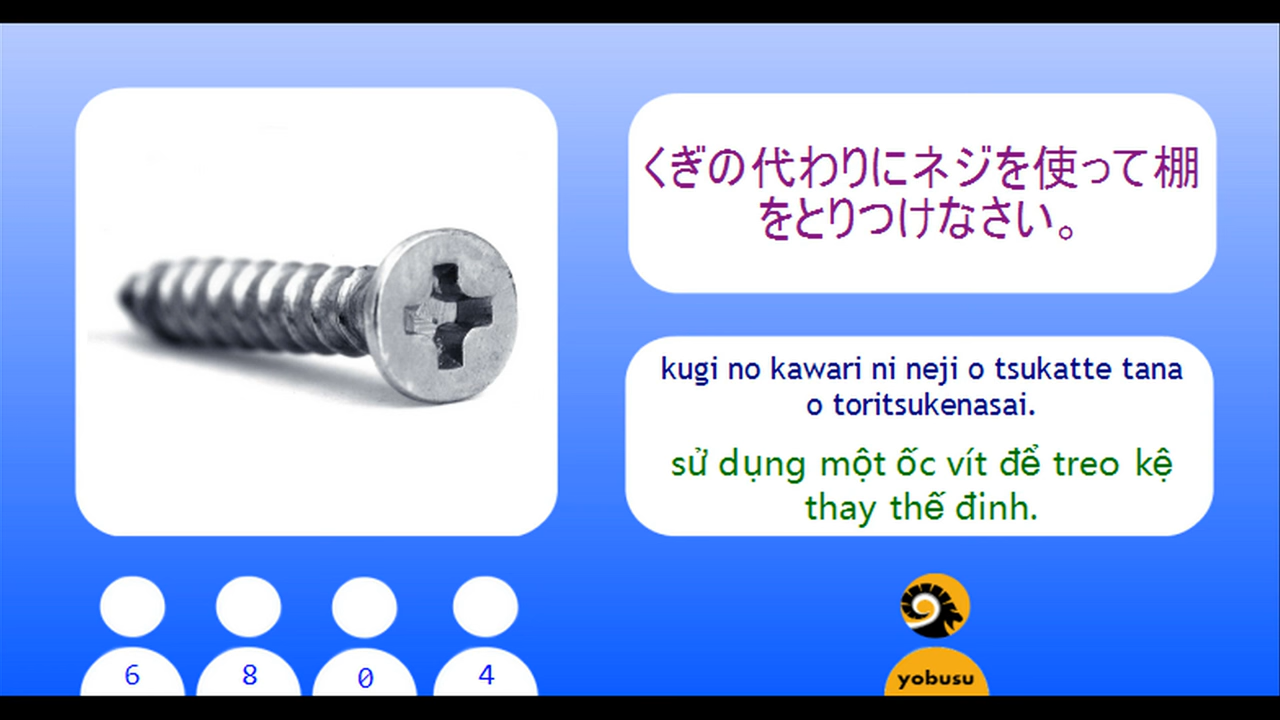 くぎの代わりにネジを使って棚
をとりつけなさい。
kugi no kawari ni neji o tsukatte tana
o toritsukenasai.
sử dụng một ốc vít để treo kệ
thay thế đinh.
6 8 0 4
yobusu